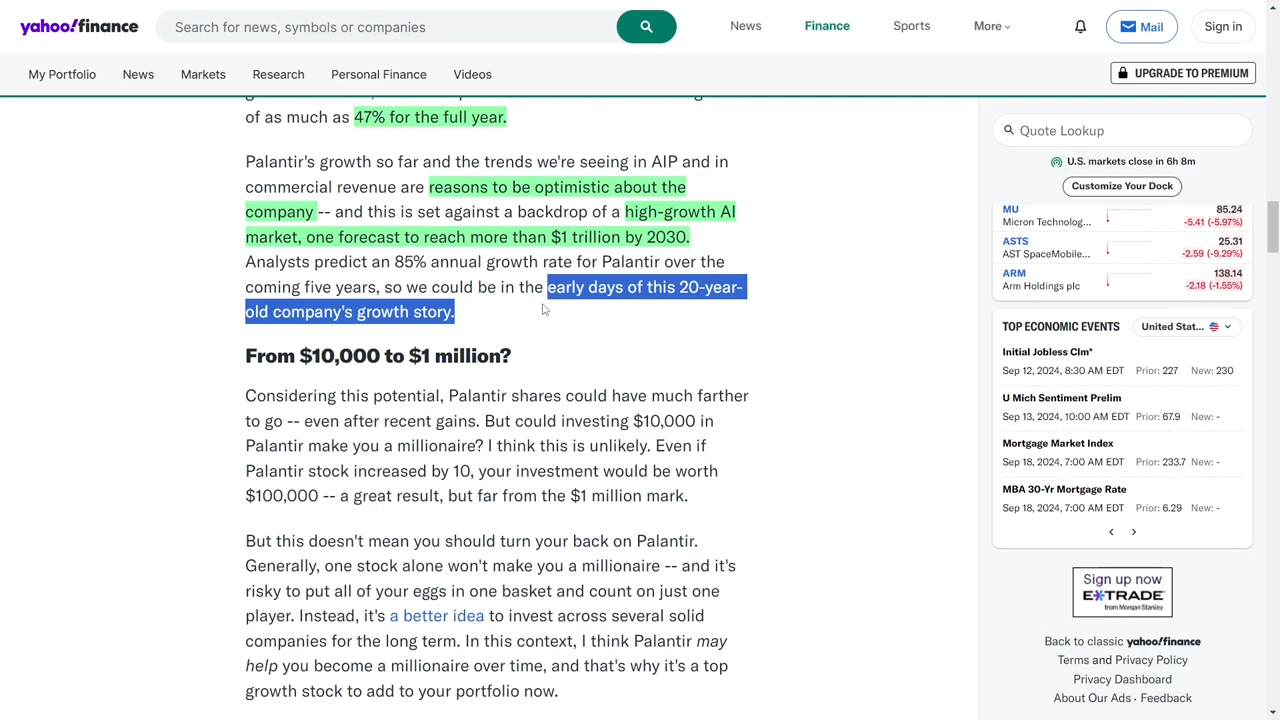 yahoo!finance
Search for news, symbols or companies
News
Finance
Sports
More
Mail
Sign in
My Portfolio
News
Markets
Research
Personal Finance
Videos
UPGRADE TO PREMIUM
of as much as 47% for the full year.
Palantir's growth so far and the trends we're seeing in AIP and in
commercial revenue are reasons to be optimistic about the
company -- and this is set against a backdrop of a high-growth AI
market, one forecast to reach more than $1 trillion by 2030.
Analysts predict an 85% annual growth rate for Palantir over the
coming five years, so we could be in the early days of this 20-year-
old company's growth story.
From $10,000 to $1 million?
Considering this potential, Palantir shares could have much farther
to go -- even after recent gains. But could investing $10,000 in
Palantir make you a millionaire? I think this is unlikely. Even if
Palantir stock increased by 10, your investment would be worth
$100,000 -- a great result, but far from the $1 million mark.
But this doesn't mean you should turn your back on Palantir.
Generally, one stock alone won't make you a millionaire -- and it's
risky to put all of your eggs in one basket and count on just one
player. Instead, it's a better idea to invest across several solid
companies for the long term. In this context, I think Palantir may
help you become a millionaire over time, and that's why it's a top
growth stock to add to your portfolio now.
Quote Lookup
U.S. markets close in 6h 8m
Customize Your Dock
MU 85.24
Micron Technolog... -5.41 (-5.97%)
ASTS 25.31
AST SpaceMobile... -2.59 (-9.29%)
ARM 138.14
Arm Holdings plc -2.18 (-1.55%)
TOP ECONOMIC EVENTS United Stat...
Initial Jobless Clm*
Sep 12, 2024, 8:30 AM EDT Prior: 227 New: 230
U Mich Sentiment Prelim
Sep 13, 2024, 10:00 AM EDT Prior: 67.9 New: -
Mortgage Market Index
Sep 18, 2024, 7:00 AM EDT Prior: 233.7 New: -
MBA 30-Yr Mortgage Rate
Sep 18, 2024, 7:00 AM EDT Prior: 6.29 New: -
Sign up now
E*TRADE
from Morgan Stanley
Back to classic yahoo!finance
Terms and Privacy Policy
Privacy Dashboard
About Our Ads · Feedback